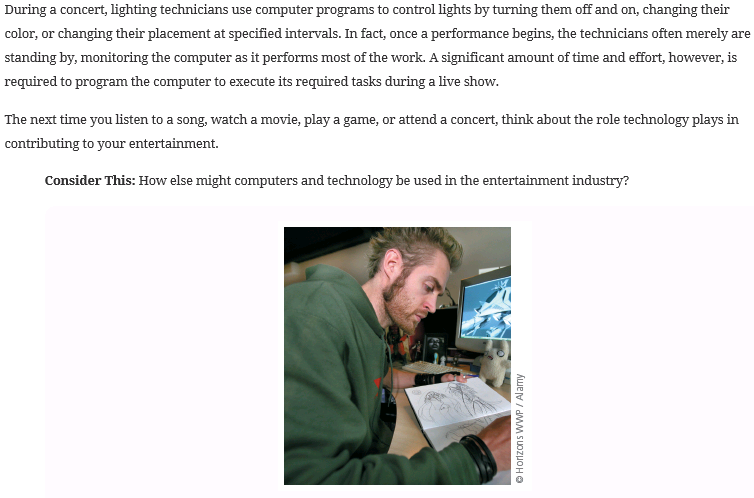 During a concert, lighting technicians use computer programs to control lights by turning them off and on, changing their
color, or changing their placement at specified intervals. In fact, once a performance begins, the technicians often merely are
standing by, monitoring the computer as it performs most of the work. A significant amount of time and effort, however, is
required to program the computer to execute its required tasks during a live show.
The next time you listen to a song, watch a movie, play a game, or attend a concert, think about the role technology plays in
contributing to your entertainment.
Consider This: How else might computers and technology be used in the entertainment industry?
© Horizons WWP / Alamy